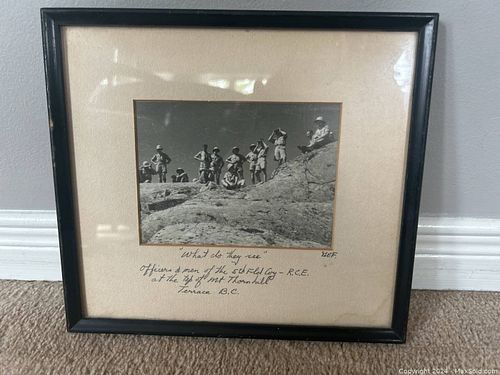 "What do they see"
Officers & men of the 5th Fld Coy - R.C.E.
at the top of Mt Thornhill
Terrace B.C.
Copyright 2024 - MaxSold.com